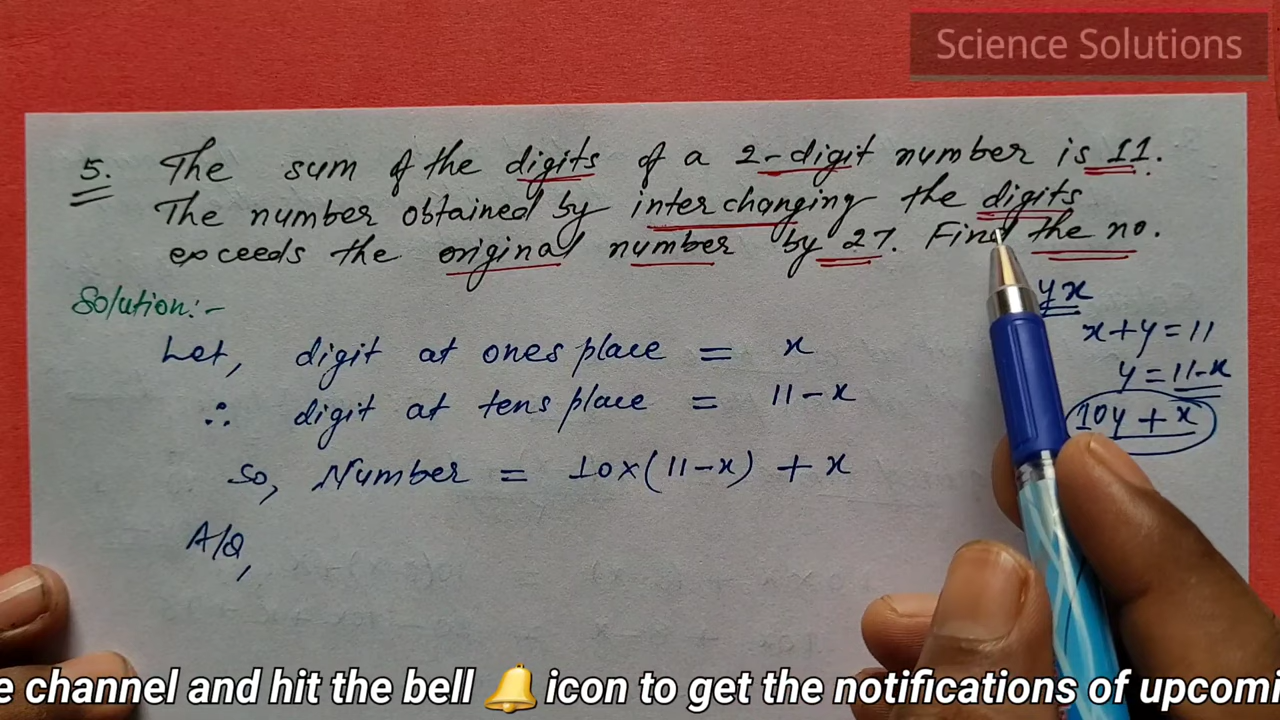 Science Solutions
5. The sum of the digits of a 2-digit number is 11.
The number obtained by interchanging the digits
exceeds the original number by 27. Find the no.
Solution:-
yx
x+y=11
y=11-x
10y+x
Let, digit at ones place = x
∴ digit at tens place = 11-x
So, Number = 10×(11-x) + x
A/Q,
e channel and hit the bell 🔔 icon to get the notifications of upcomi